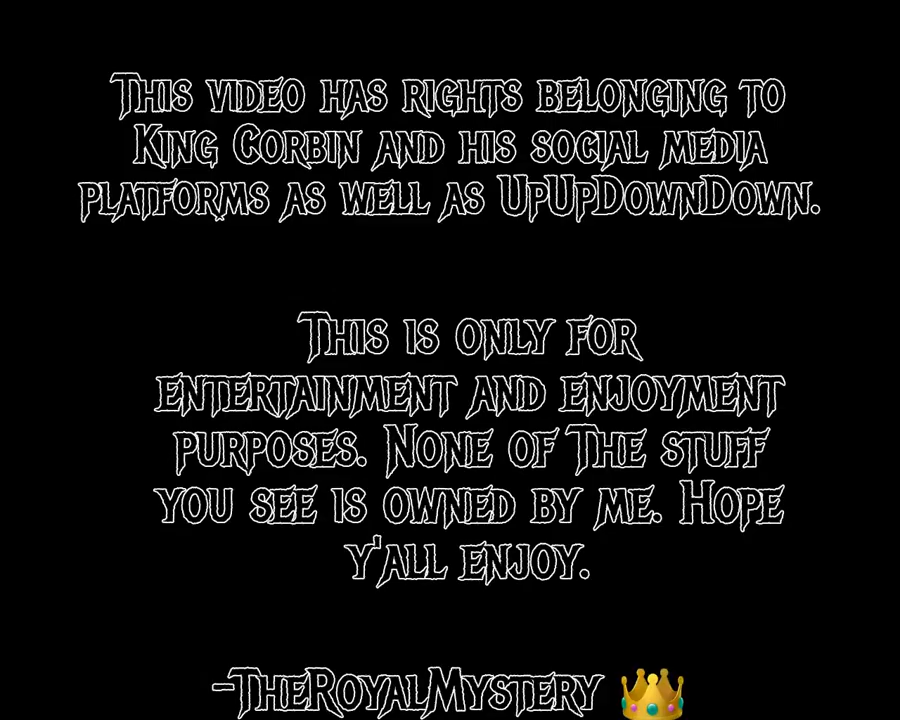 This video has rights belonging to
King Corbin and his social media
platforms as well as UpUpDownDown.
This is only for
entertainment and enjoyment
purposes. None of The stuff
you see is owned by me. Hope
y'all enjoy.
-TheRoyalMystery 👑